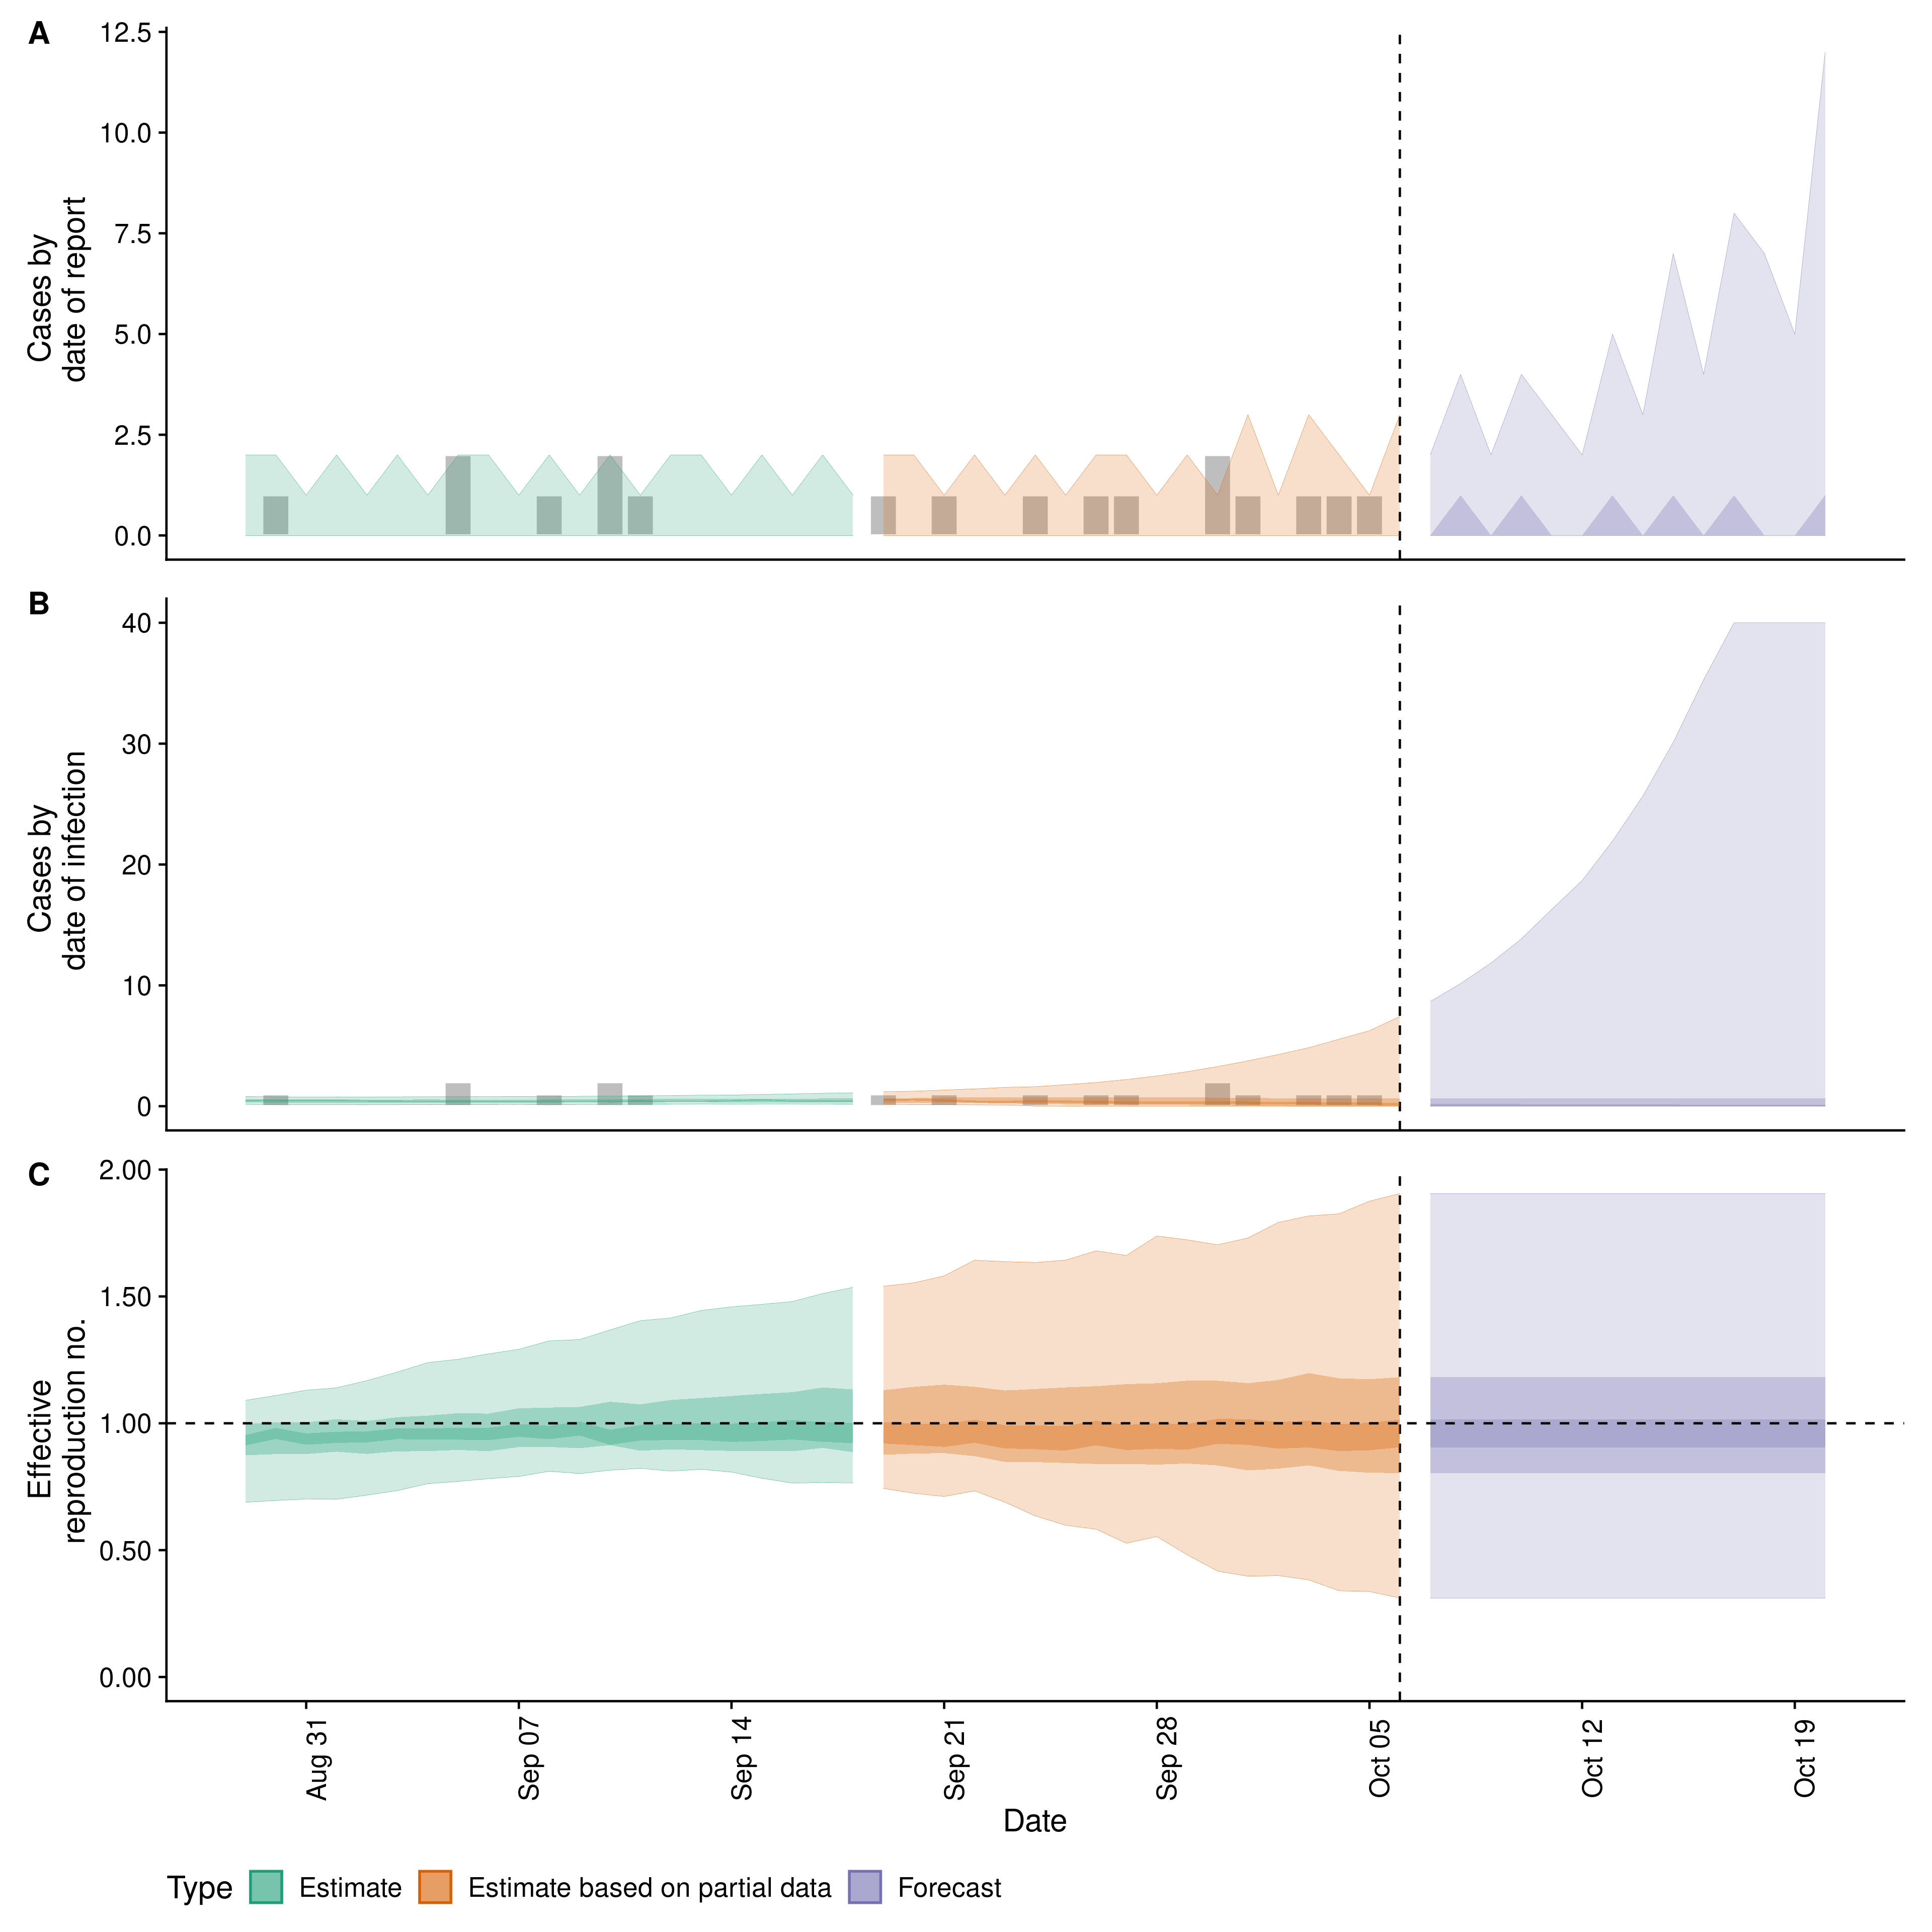 A
12.5
10.0
7.5
5.0
2.5
0.0
Cases by
date of report
B
40
30
20
10
0
Cases by
date of infection
C
2.00
1.50
1.00
0.50
0.00
Effective
reproduction no.
Aug 31
Sep 07
Sep 14
Sep 21
Sep 28
Oct 05
Oct 12
Oct 19
Date
Type Estimate Estimate based on partial data Forecast